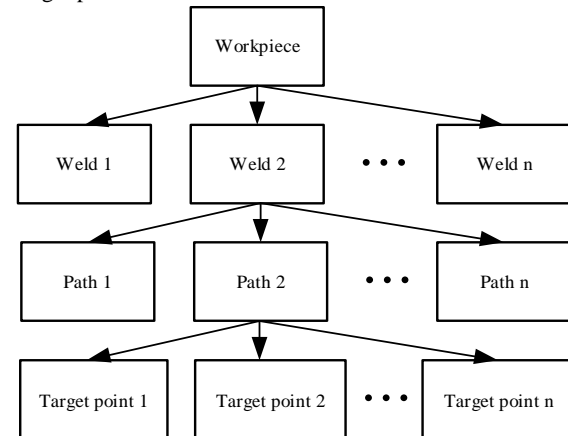 Workpiece
Weld 1
Weld 2
• • •
Weld n
Path 1
Path 2
• • •
Path n
Target point 1
Target point 2
• • •
Target point n